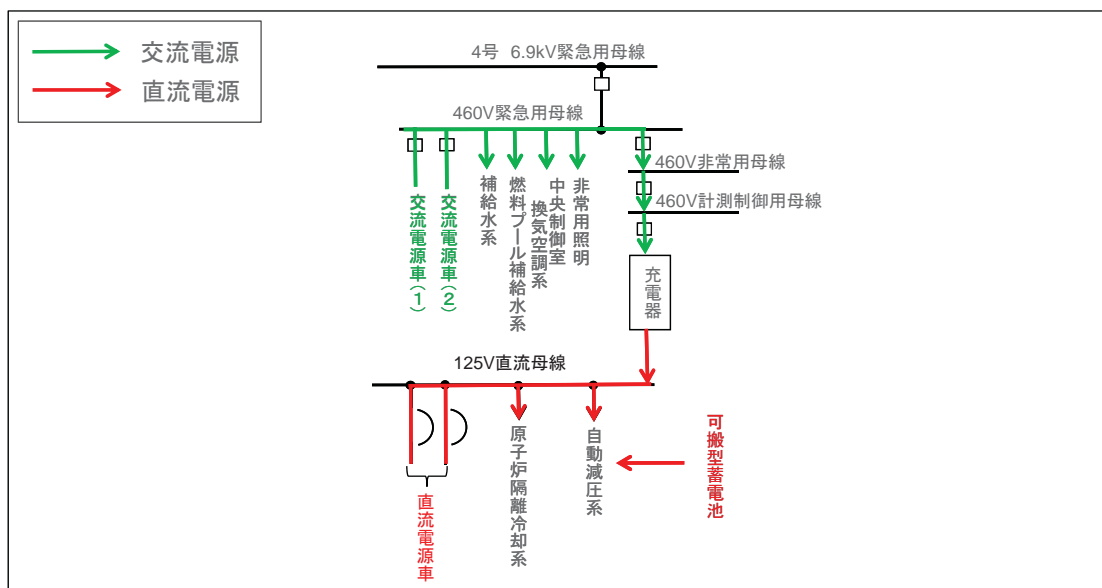 交流電源
直流電源
4号 6.9kV緊急用母線
460V緊急用母線
460V非常用母線
460V計測制御用母線
交流電源車(1)
交流電源車(2)
補給水系
燃料プール補給水系
中央制御室
換気空調系
非常用照明
充電器
125V直流母線
直流電源車
原子炉隔離冷却系
自動減圧系
可搬型蓄電池